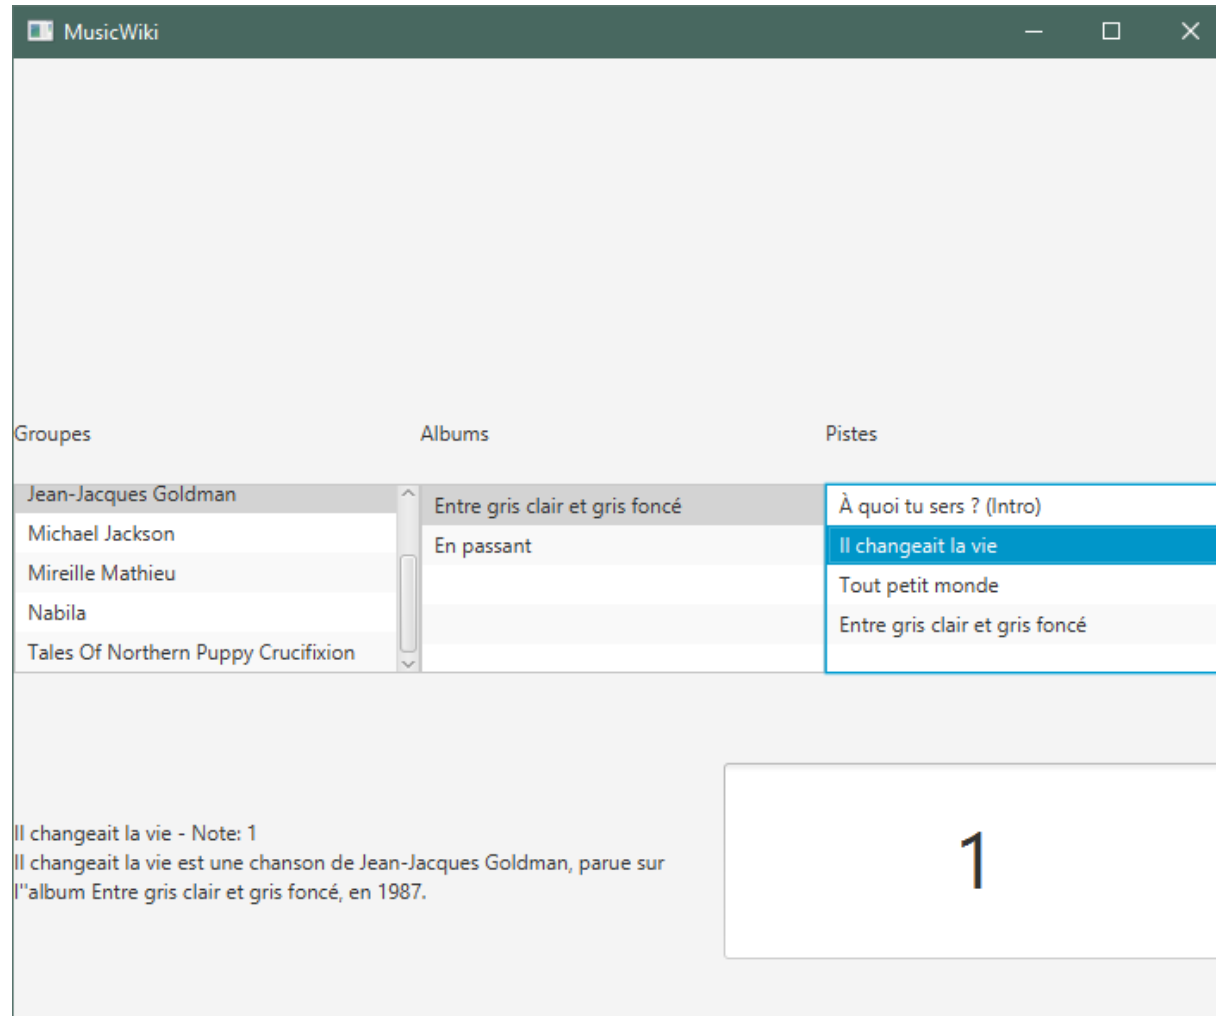 MusicWiki
Groupes
Albums
Pistes
Jean-Jacques Goldman
Michael Jackson
Mireille Mathieu
Nabila
Tales Of Northern Puppy Crucifixion
Entre gris clair et gris foncé
En passant
À quoi tu sers ? (Intro)
Il changeait la vie
Tout petit monde
Entre gris clair et gris foncé
Il changeait la vie - Note: 1
Il changeait la vie est une chanson de Jean-Jacques Goldman, parue sur
l''album Entre gris clair et gris foncé, en 1987.
1